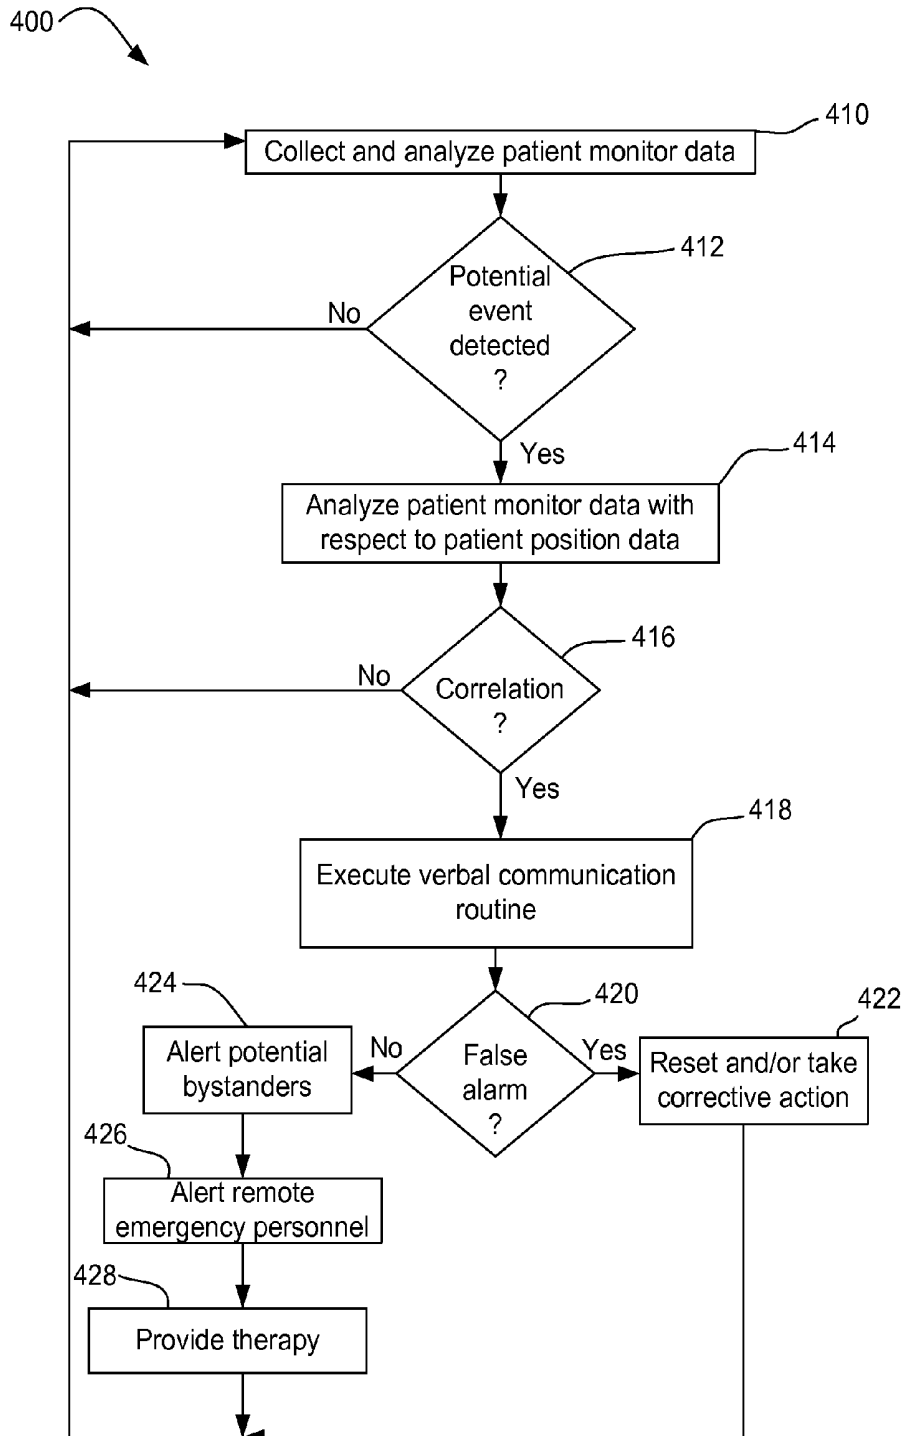 400
410
Collect and analyze patient monitor data
412
Potential
event
detected
?
No
Yes
414
Analyze patient monitor data with
respect to patient position data
416
Correlation
?
No
Yes
418
Execute verbal communication
routine
420
False
alarm
?
No
Yes
422
Reset and/or take
corrective action
424
Alert potential
bystanders
426
Alert remote
emergency personnel
428
Provide therapy